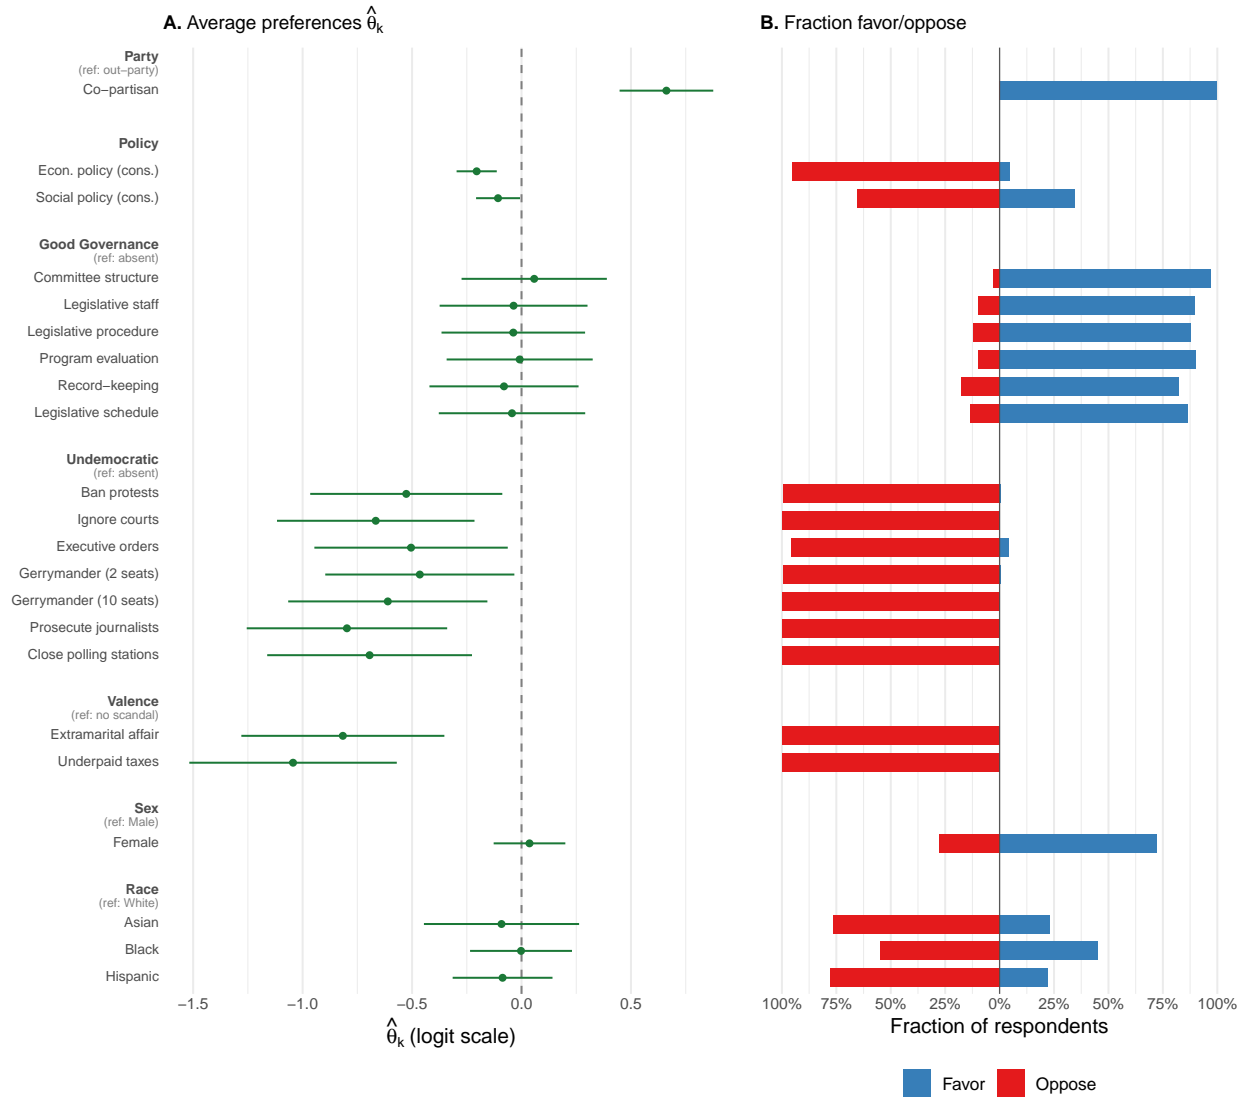 A. Average preferences θ̂k
B. Fraction favor/oppose
Party
(ref: out−party)
Co−partisan
Policy
Econ. policy (cons.)
Social policy (cons.)
Good Governance
(ref: absent)
Committee structure
Legislative staff
Legislative procedure
Program evaluation
Record−keeping
Legislative schedule
Undemocratic
(ref: absent)
Ban protests
Ignore courts
Executive orders
Gerrymander (2 seats)
Gerrymander (10 seats)
Prosecute journalists
Close polling stations
Valence
(ref: no scandal)
Extramarital affair
Underpaid taxes
Sex
(ref: Male)
Female
Race
(ref: White)
Asian
Black
Hispanic
−1.5 −1.0 −0.5 0.0 0.5
θ̂k (logit scale)
100% 75% 50% 25% 0% 25% 50% 75% 100%
Fraction of respondents
Favor Oppose